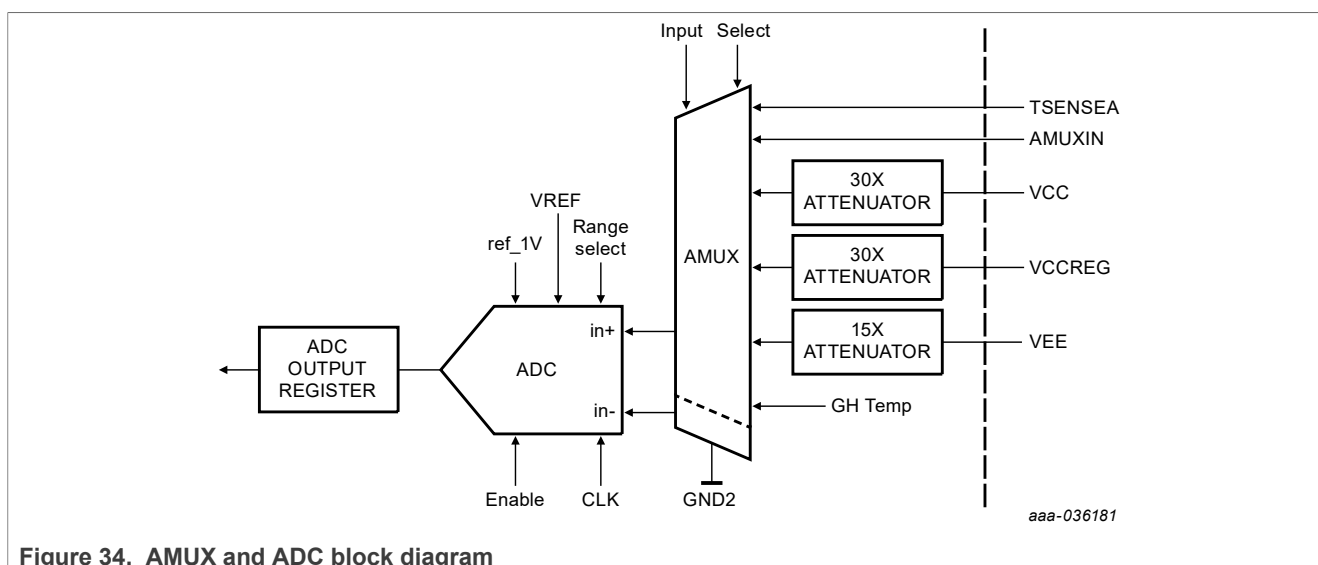 Input Select
TSENSEA
AMUXIN
30X
ATTENUATOR
VCC
VREF
Range
select
ref_1V
AMUX
30X
ATTENUATOR
VCCREG
in+
15X
ATTENUATOR
VEE
ADC
OUTPUT
REGISTER
ADC
in-
GH Temp
Enable
CLK
GND2
aaa-036181
Figure 34. AMUX and ADC block diagram